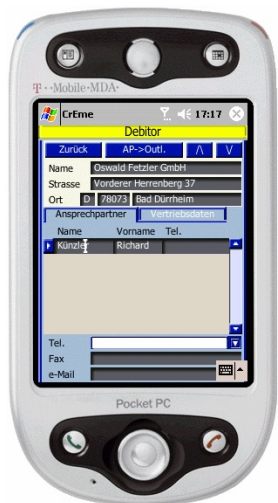 T··Mobile·MDA·
CrEme 17:17
Debitor
Zurück AP->Outl. /\ \/
Name Oswald Fetzler GmbH
Strasse Vorderer Herrenberg 37
Ort D 78073 Bad Dürrheim
Ansprechpartner Vertriebsdaten
Name Vorname Tel.
Künzler Richard
Tel.
Fax
e-Mail
Pocket PC